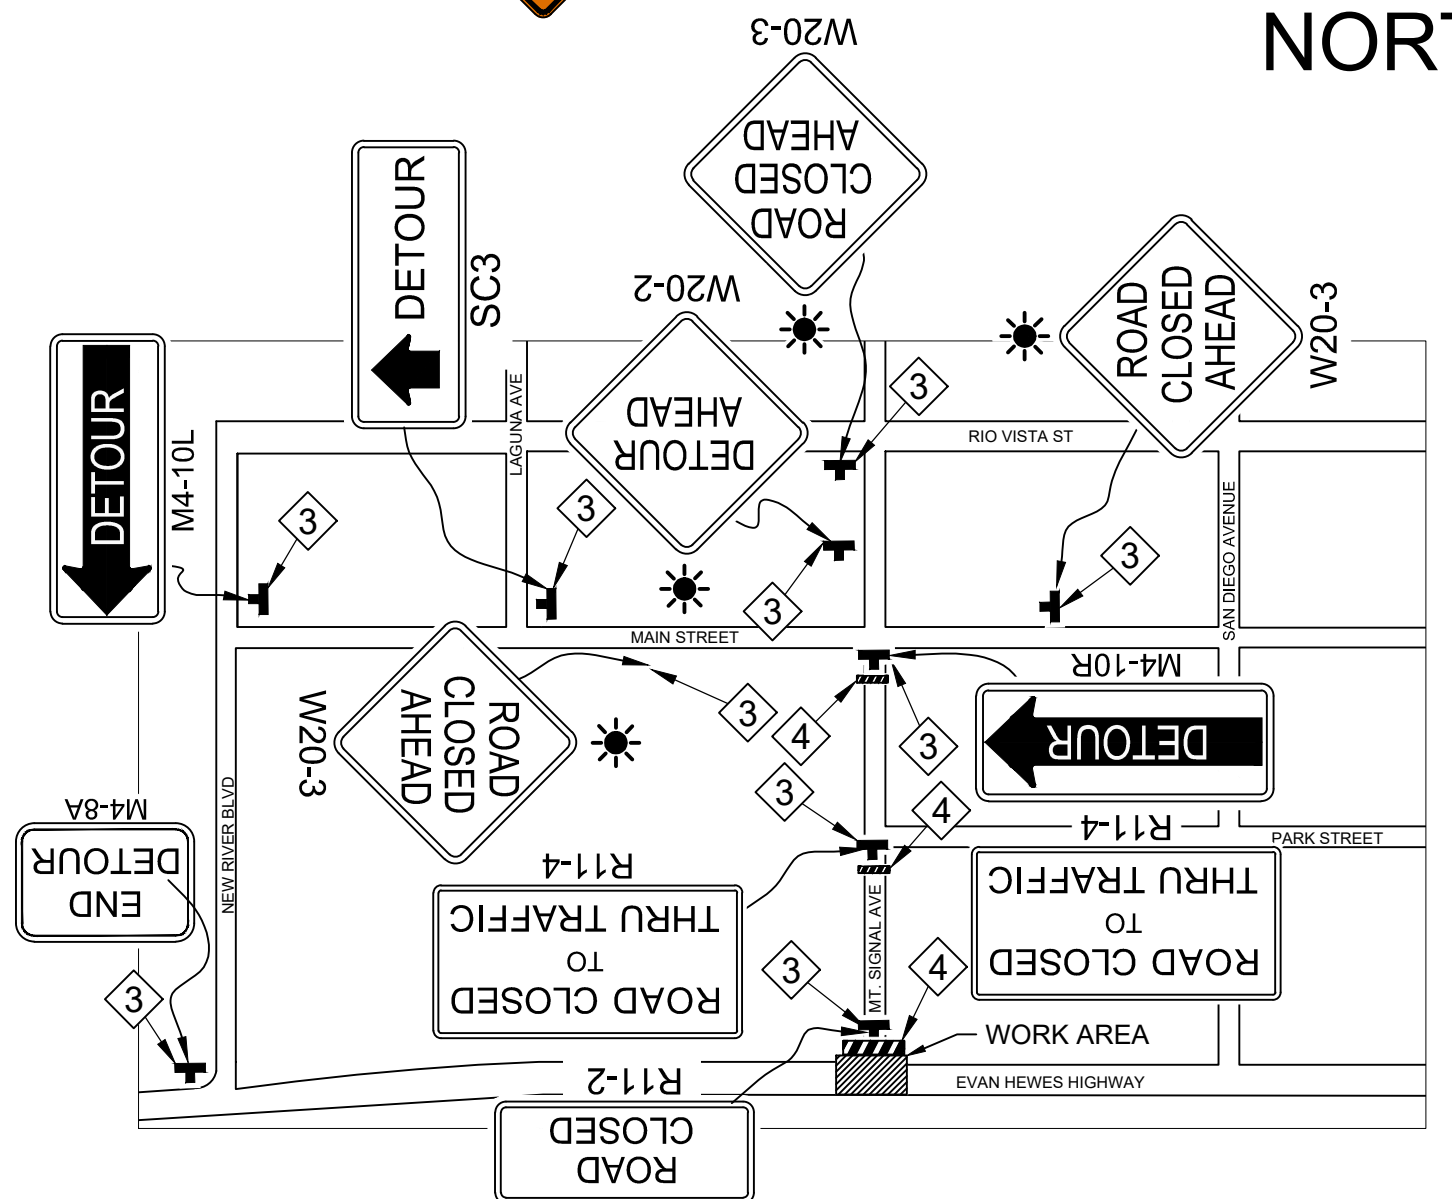 NORT
W20-3
ROAD
CLOSED
AHEAD
DETOUR
SC3
W20-2
DETOUR
AHEAD
ROAD
CLOSED
AHEAD
W20-3
DETOUR
M4-10L
LAGUNA AVE
3
RIO VISTA ST
3
3
3
3
3
SAN DIEGO AVENUE
MAIN STREET
W20-3
ROAD
CLOSED
AHEAD
3
4
3
M4-10R
DETOUR
NEW RIVER BLVD
M4-8A
END
DETOUR
3
3
4
R11-4
ROAD CLOSED
TO
THRU TRAFFIC
R11-4
ROAD CLOSED
TO
THRU TRAFFIC
PARK STREET
MT. SIGNAL AVE
3
4
WORK AREA
EVAN HEWES HIGHWAY
R11-2
ROAD
CLOSED